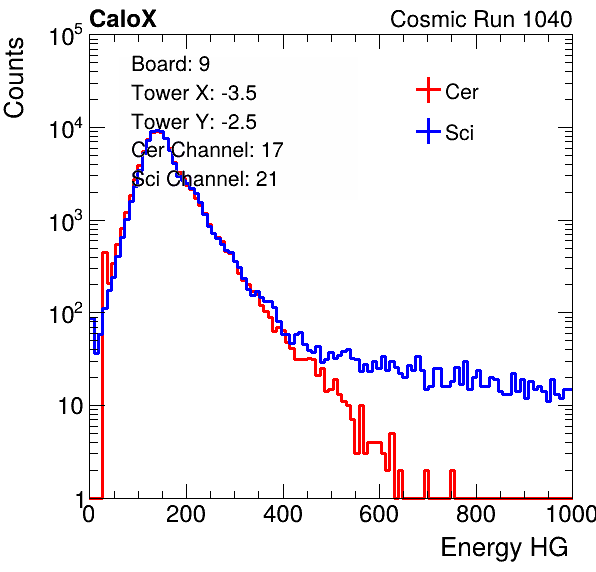 CaloX Cosmic Run 1040
Counts
10^5
10^4
10^3
10^2
10
1
Board: 9
Tower X: -3.5
Tower Y: -2.5
Cer Channel: 17
Sci Channel: 21
Cer
Sci
0 200 400 600 800 1000
Energy HG